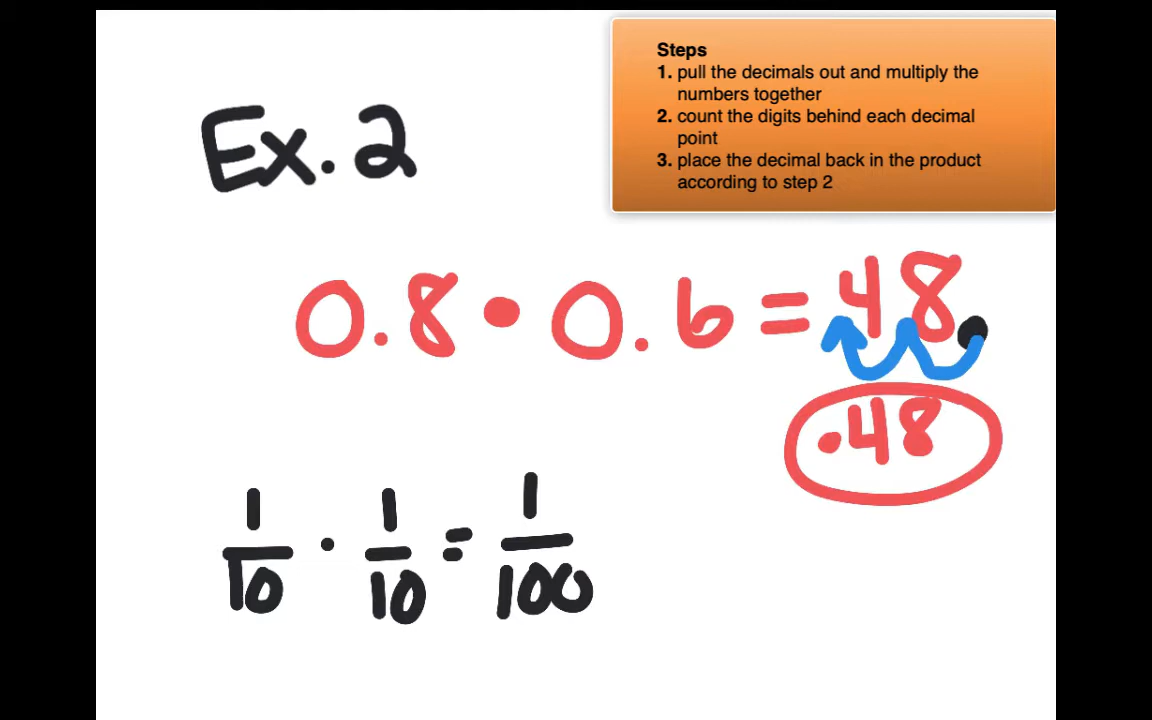 Steps
1. pull the decimals out and multiply the
numbers together
2. count the digits behind each decimal
point
3. place the decimal back in the product
according to step 2
Ex. 2
0.8 • 0.6 = 48.
.48
1/10 · 1/10 = 1/100